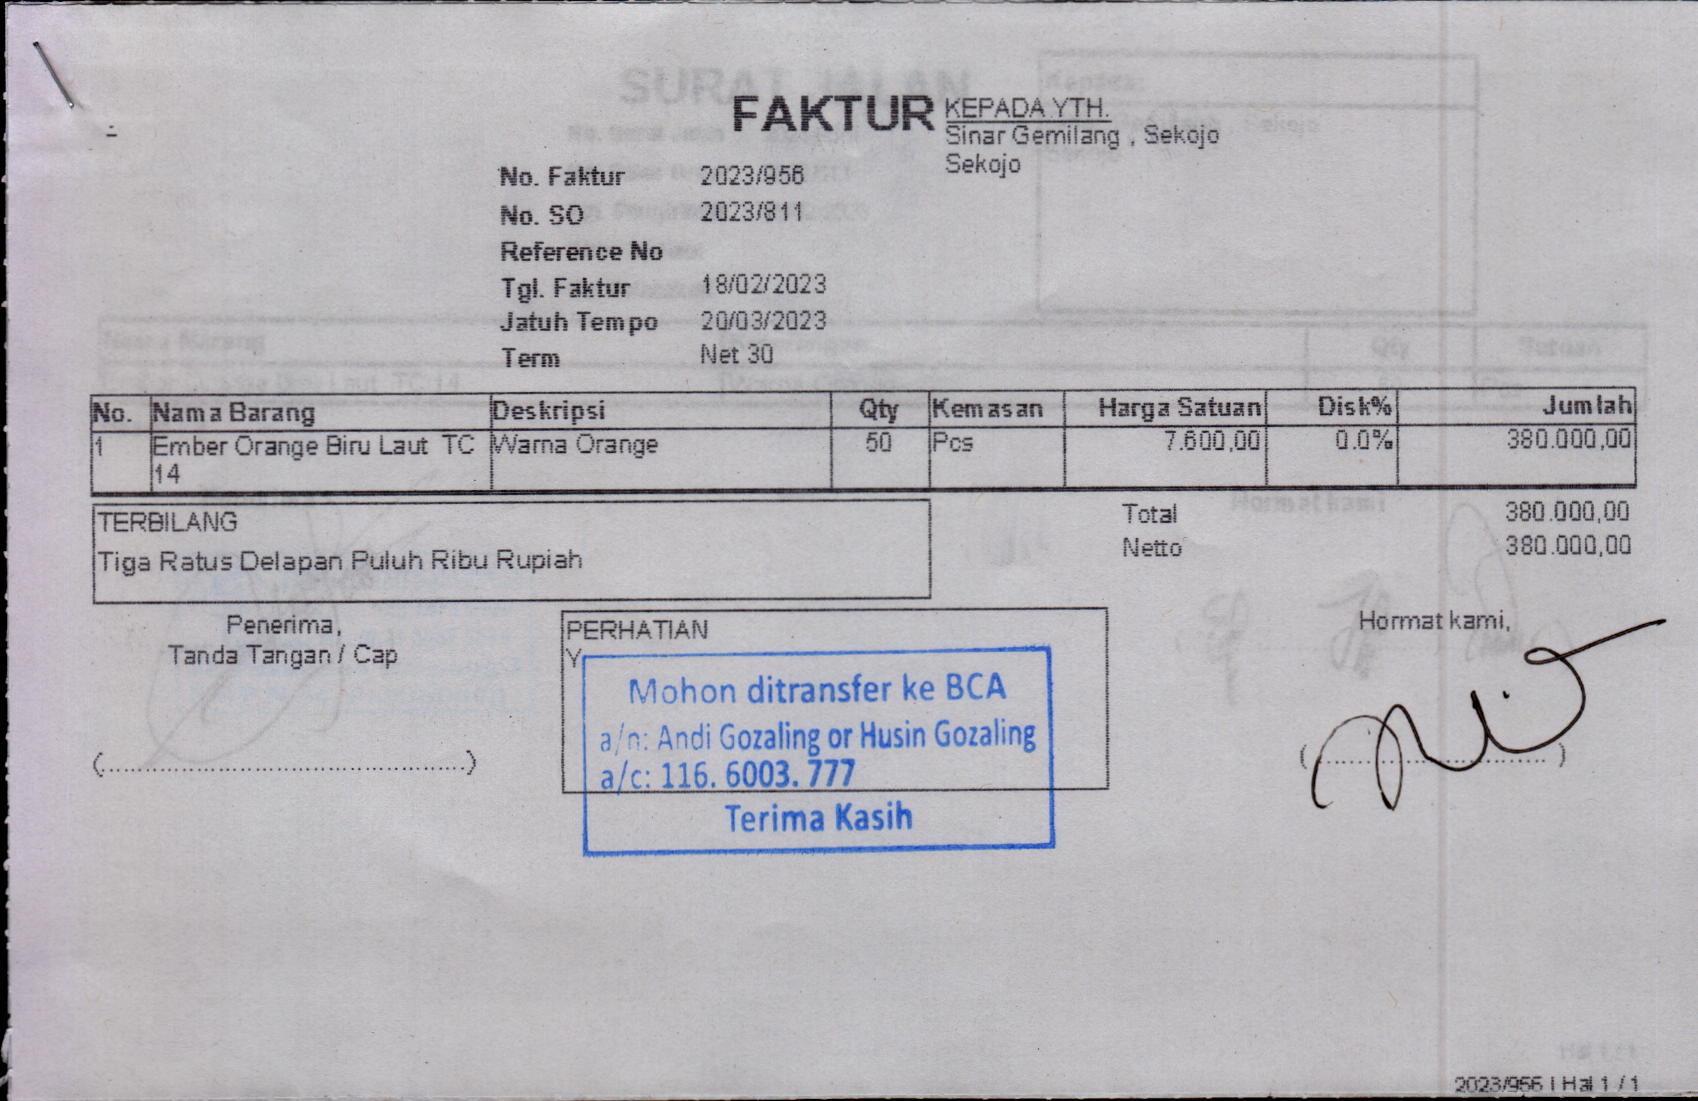 FAKTUR
KEPADA YTH.
Sinar Gemilang , Sekojo
Sekojo
No. Faktur 2023/956
No. SO 2023/811
Reference No
Tgl. Faktur 18/02/2023
Jatuh Tempo 20/03/2023
Term Net 30
No. Nama Barang Deskripsi Qty Kemasan Harga Satuan Disk% Jumlah
1 Ember Orange Biru Laut TC Warna Orange 50 Pcs 7.600,00 0.0% 380.000,00
14
TERBILANG
Tiga Ratus Delapan Puluh Ribu Rupiah
Total 380.000,00
Netto 380.000,00
Penerima,
Tanda Tangan / Cap
(..........................................)
PERHATIAN
Y
Mohon ditransfer ke BCA
a/n: Andi Gozaling or Husin Gozaling
a/c: 116. 6003. 777
Terima Kasih
Hormat kami,
(..............................)
2023/956 | Hal 1 / 1
SURAT JALAN